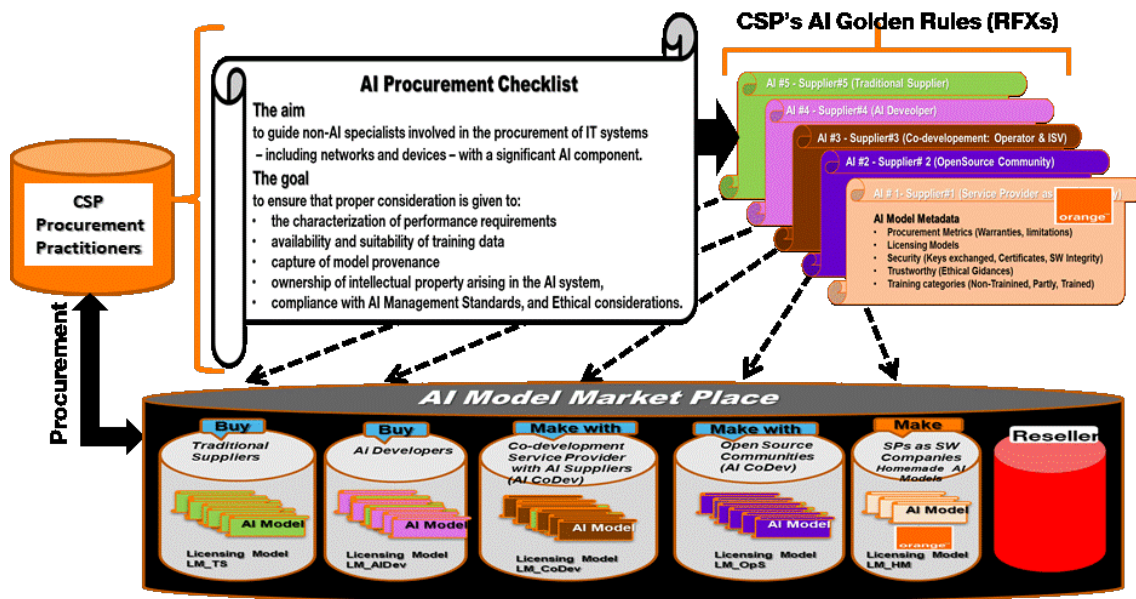 CSP's AI Golden Rules (RFXs)
AI Procurement Checklist
The aim
to guide non-AI specialists involved in the procurement of IT systems
– including networks and devices – with a significant AI component.
The goal
to ensure that proper consideration is given to:
• the characterization of performance requirements
• availability and suitability of training data
• capture of model provenance
• ownership of intellectual property arising in the AI system,
• compliance with AI Management Standards, and Ethical considerations.
CSP
Procurement
Practitioners
Procurement
AI #5 - Supplier#5 (Traditional Supplier)
AI #4 - Supplier#4 (AI Deveolper)
AI #3 - Supplier#3 (Co-developement: Operator & ISV)
AI #2 - Supplier# 2 (OpenSource Community)
AI # 1- Supplier#1 (Service Provider as
orange™
AI Model Metadata
• Procurement Metrics (Warranties, limitations)
• Licensing Models
• Security (Keys exchanged, Certificates, SW Integrity)
• Trustworthy (Ethical Gidances)
• Training categories (Non-Trainined, Partly, Trained)
AI Model Market Place
Buy
Traditional
Suppliers
AI Model
Licensing Model
LM_TS
Buy
AI Developers
AI Model
Licensing Model
LM_AIDev
Make with
Co-development
Service Provider
with AI Suppliers
(AI CoDev)
AI Model
Licensing Model
LM_CoDev
Make with
Open Source
Communities
(AI CoDev)
AI Model
Licensing Model
LM_OpS
Make
SPs as SW
Companies
Homemade AI
Models
AI Model
orange™
Licensing Model
LM_HM
Reseller